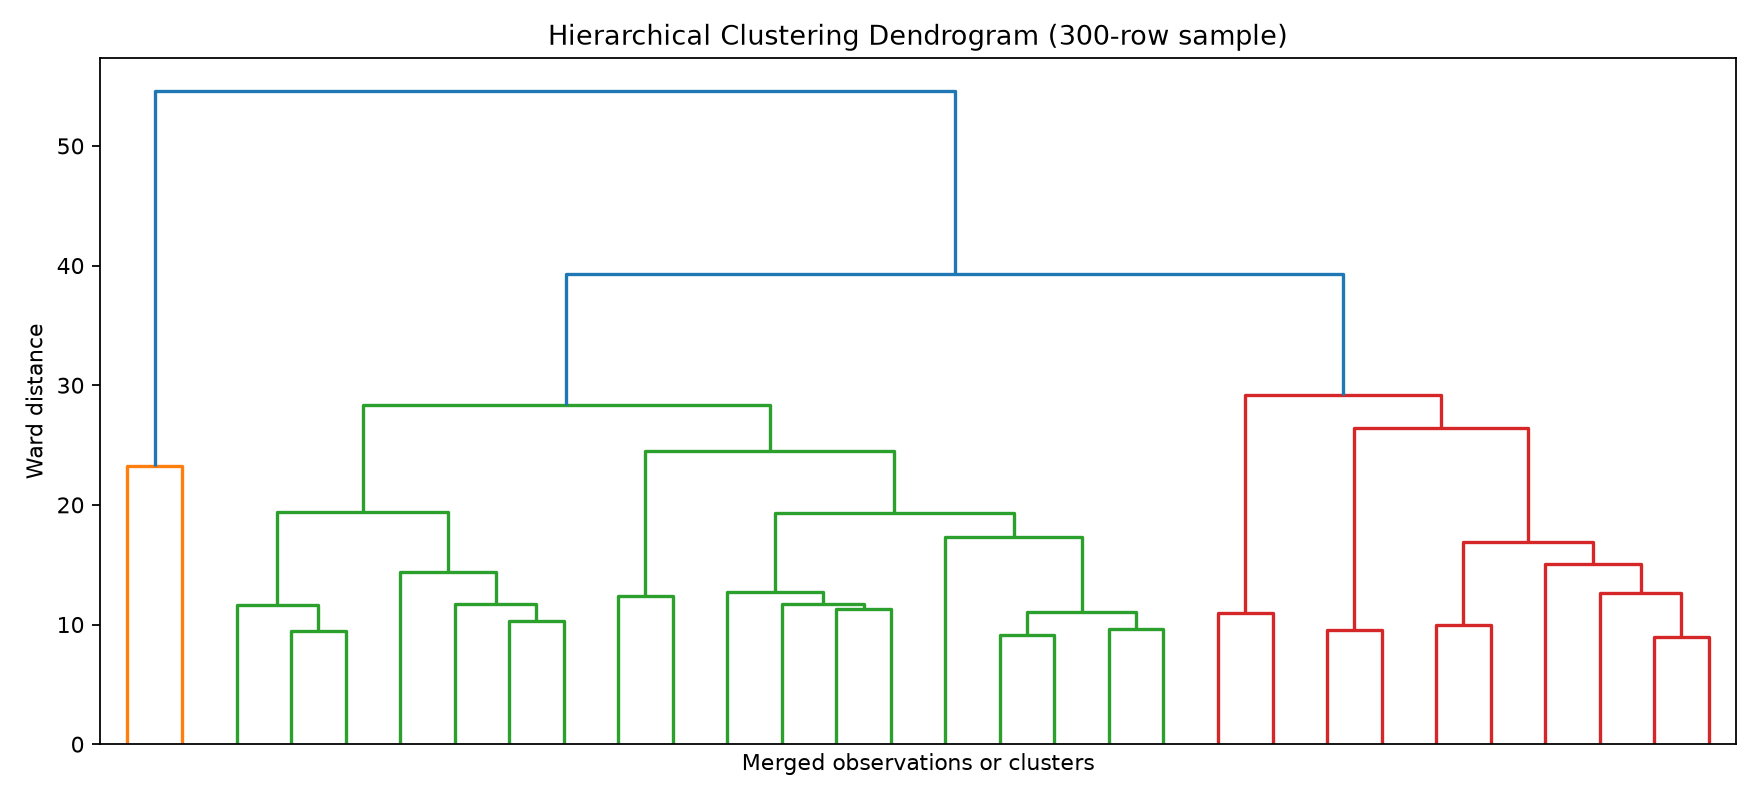 Hierarchical Clustering Dendrogram (300-row sample)
50
40
30
20
10
0
Ward distance
Merged observations or clusters